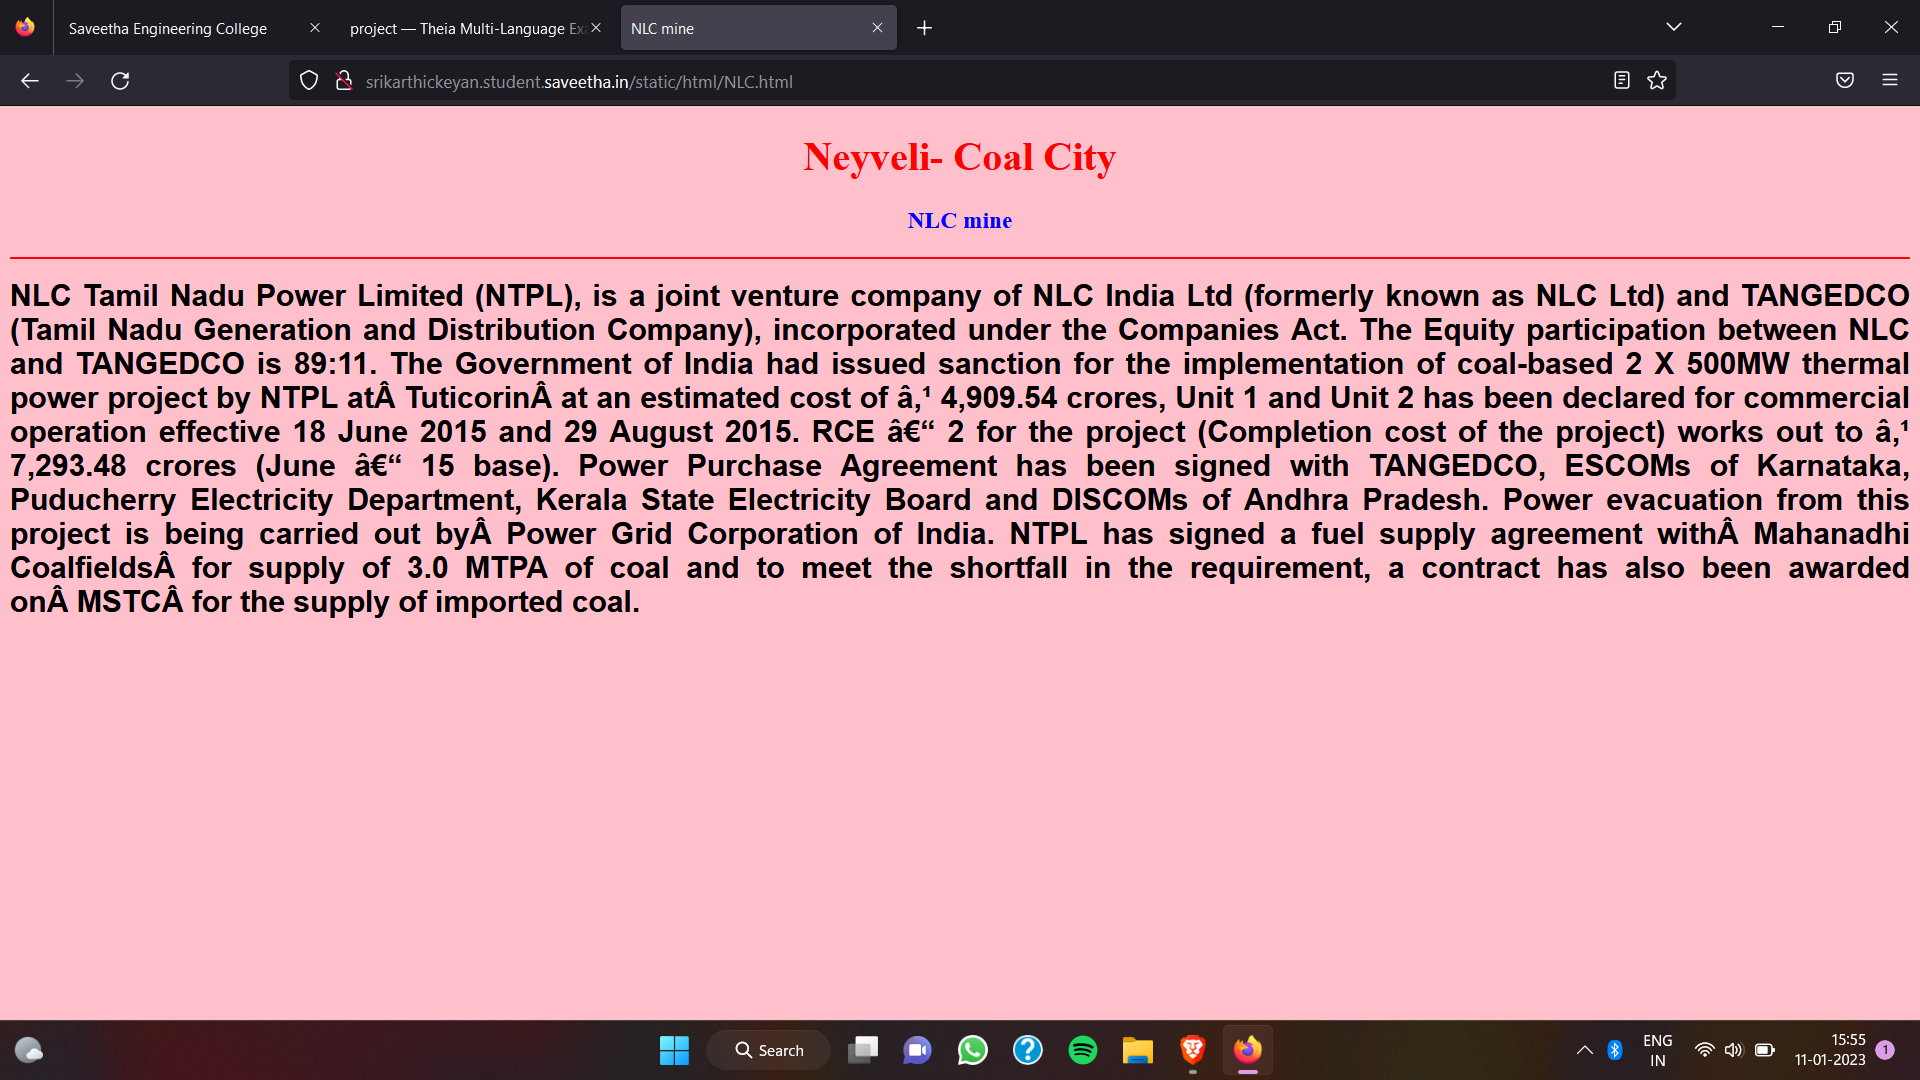 Saveetha Engineering College
project — Theia Multi-Language Ex
NLC mine
srikarthickeyan.student.saveetha.in/static/html/NLC.html
Neyveli- Coal City
NLC mine
NLC Tamil Nadu Power Limited (NTPL), is a joint venture company of NLC India Ltd (formerly known as NLC Ltd) and TANGEDCO
(Tamil Nadu Generation and Distribution Company), incorporated under the Companies Act. The Equity participation between NLC
and TANGEDCO is 89:11. The Government of India had issued sanction for the implementation of coal-based 2 X 500MW thermal
power project by NTPL atÂ TuticorinÂ at an estimated cost of â‚¹ 4,909.54 crores, Unit 1 and Unit 2 has been declared for commercial
operation effective 18 June 2015 and 29 August 2015. RCE â€“ 2 for the project (Completion cost of the project) works out to â‚¹
7,293.48 crores (June â€“ 15 base). Power Purchase Agreement has been signed with TANGEDCO, ESCOMs of Karnataka,
Puducherry Electricity Department, Kerala State Electricity Board and DISCOMs of Andhra Pradesh. Power evacuation from this
project is being carried out byÂ Power Grid Corporation of India. NTPL has signed a fuel supply agreement withÂ Mahanadhi
CoalfieldsÂ for supply of 3.0 MTPA of coal and to meet the shortfall in the requirement, a contract has also been awarded
onÂ MSTCÂ for the supply of imported coal.
Search
ENG
IN
15:55
11-01-2023
1